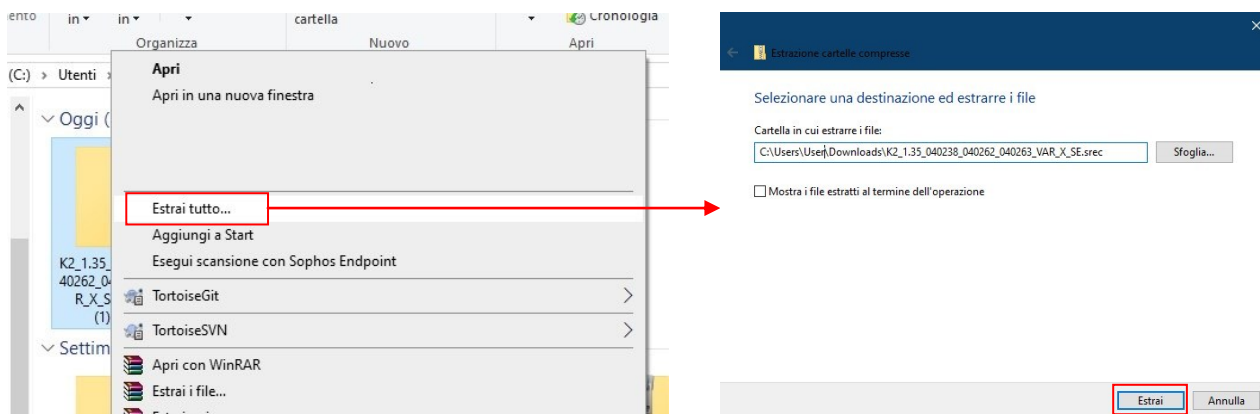 in in cartella Cronologia
Organizza Nuovo Apri
(C:) > Utenti >
Oggi (
K2_1.35_
40262_04
R_X_S
(1)
Settim
Apri
Apri in una nuova finestra
Estrai tutto...
Aggiungi a Start
Esegui scansione con Sophos Endpoint
TortoiseGit
TortoiseSVN
Apri con WinRAR
Estrai i file...
Estrazione cartelle compresse
Selezionare una destinazione ed estrarre i file
Cartella in cui estrarre i file:
C:\Users\User\Downloads\K2_1.35_040238_040262_040263_VAR_X_SE.srec
Sfoglia...
Mostra i file estratti al termine dell'operazione
Estrai Annulla